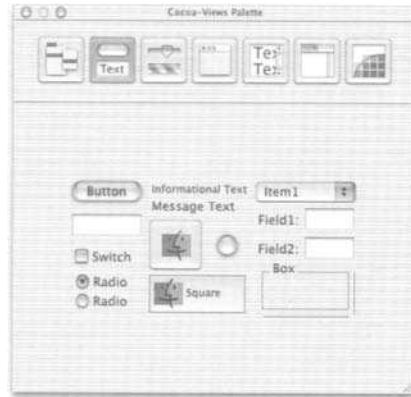 Cocoa-Views Palette
Text
Button
Informational Text
Item1
Message Text
Field1:
Switch
Field2:
Box
Radio
Radio
Square